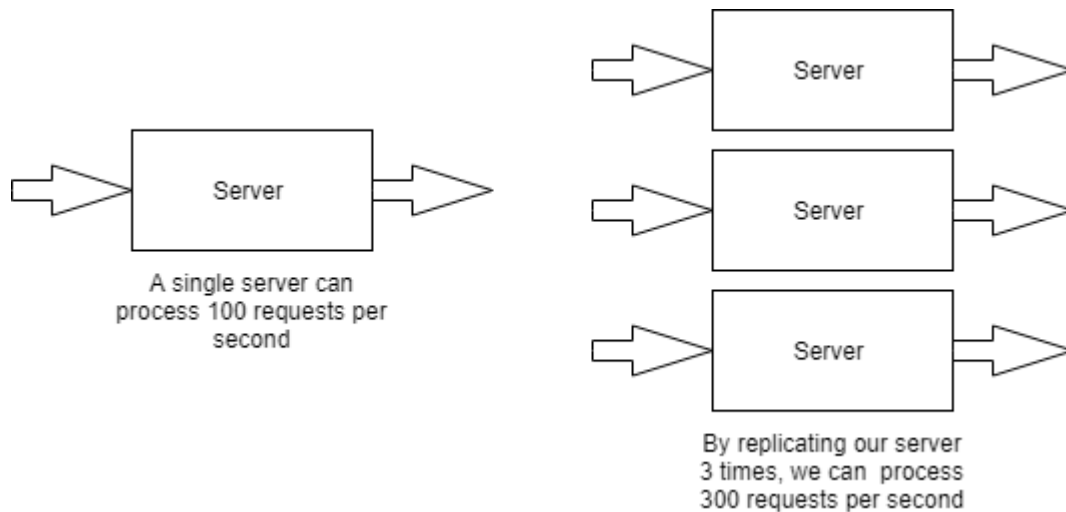 Server
A single server can
process 100 requests per
second
Server
Server
Server
By replicating our server
3 times, we can  process
300 requests per second